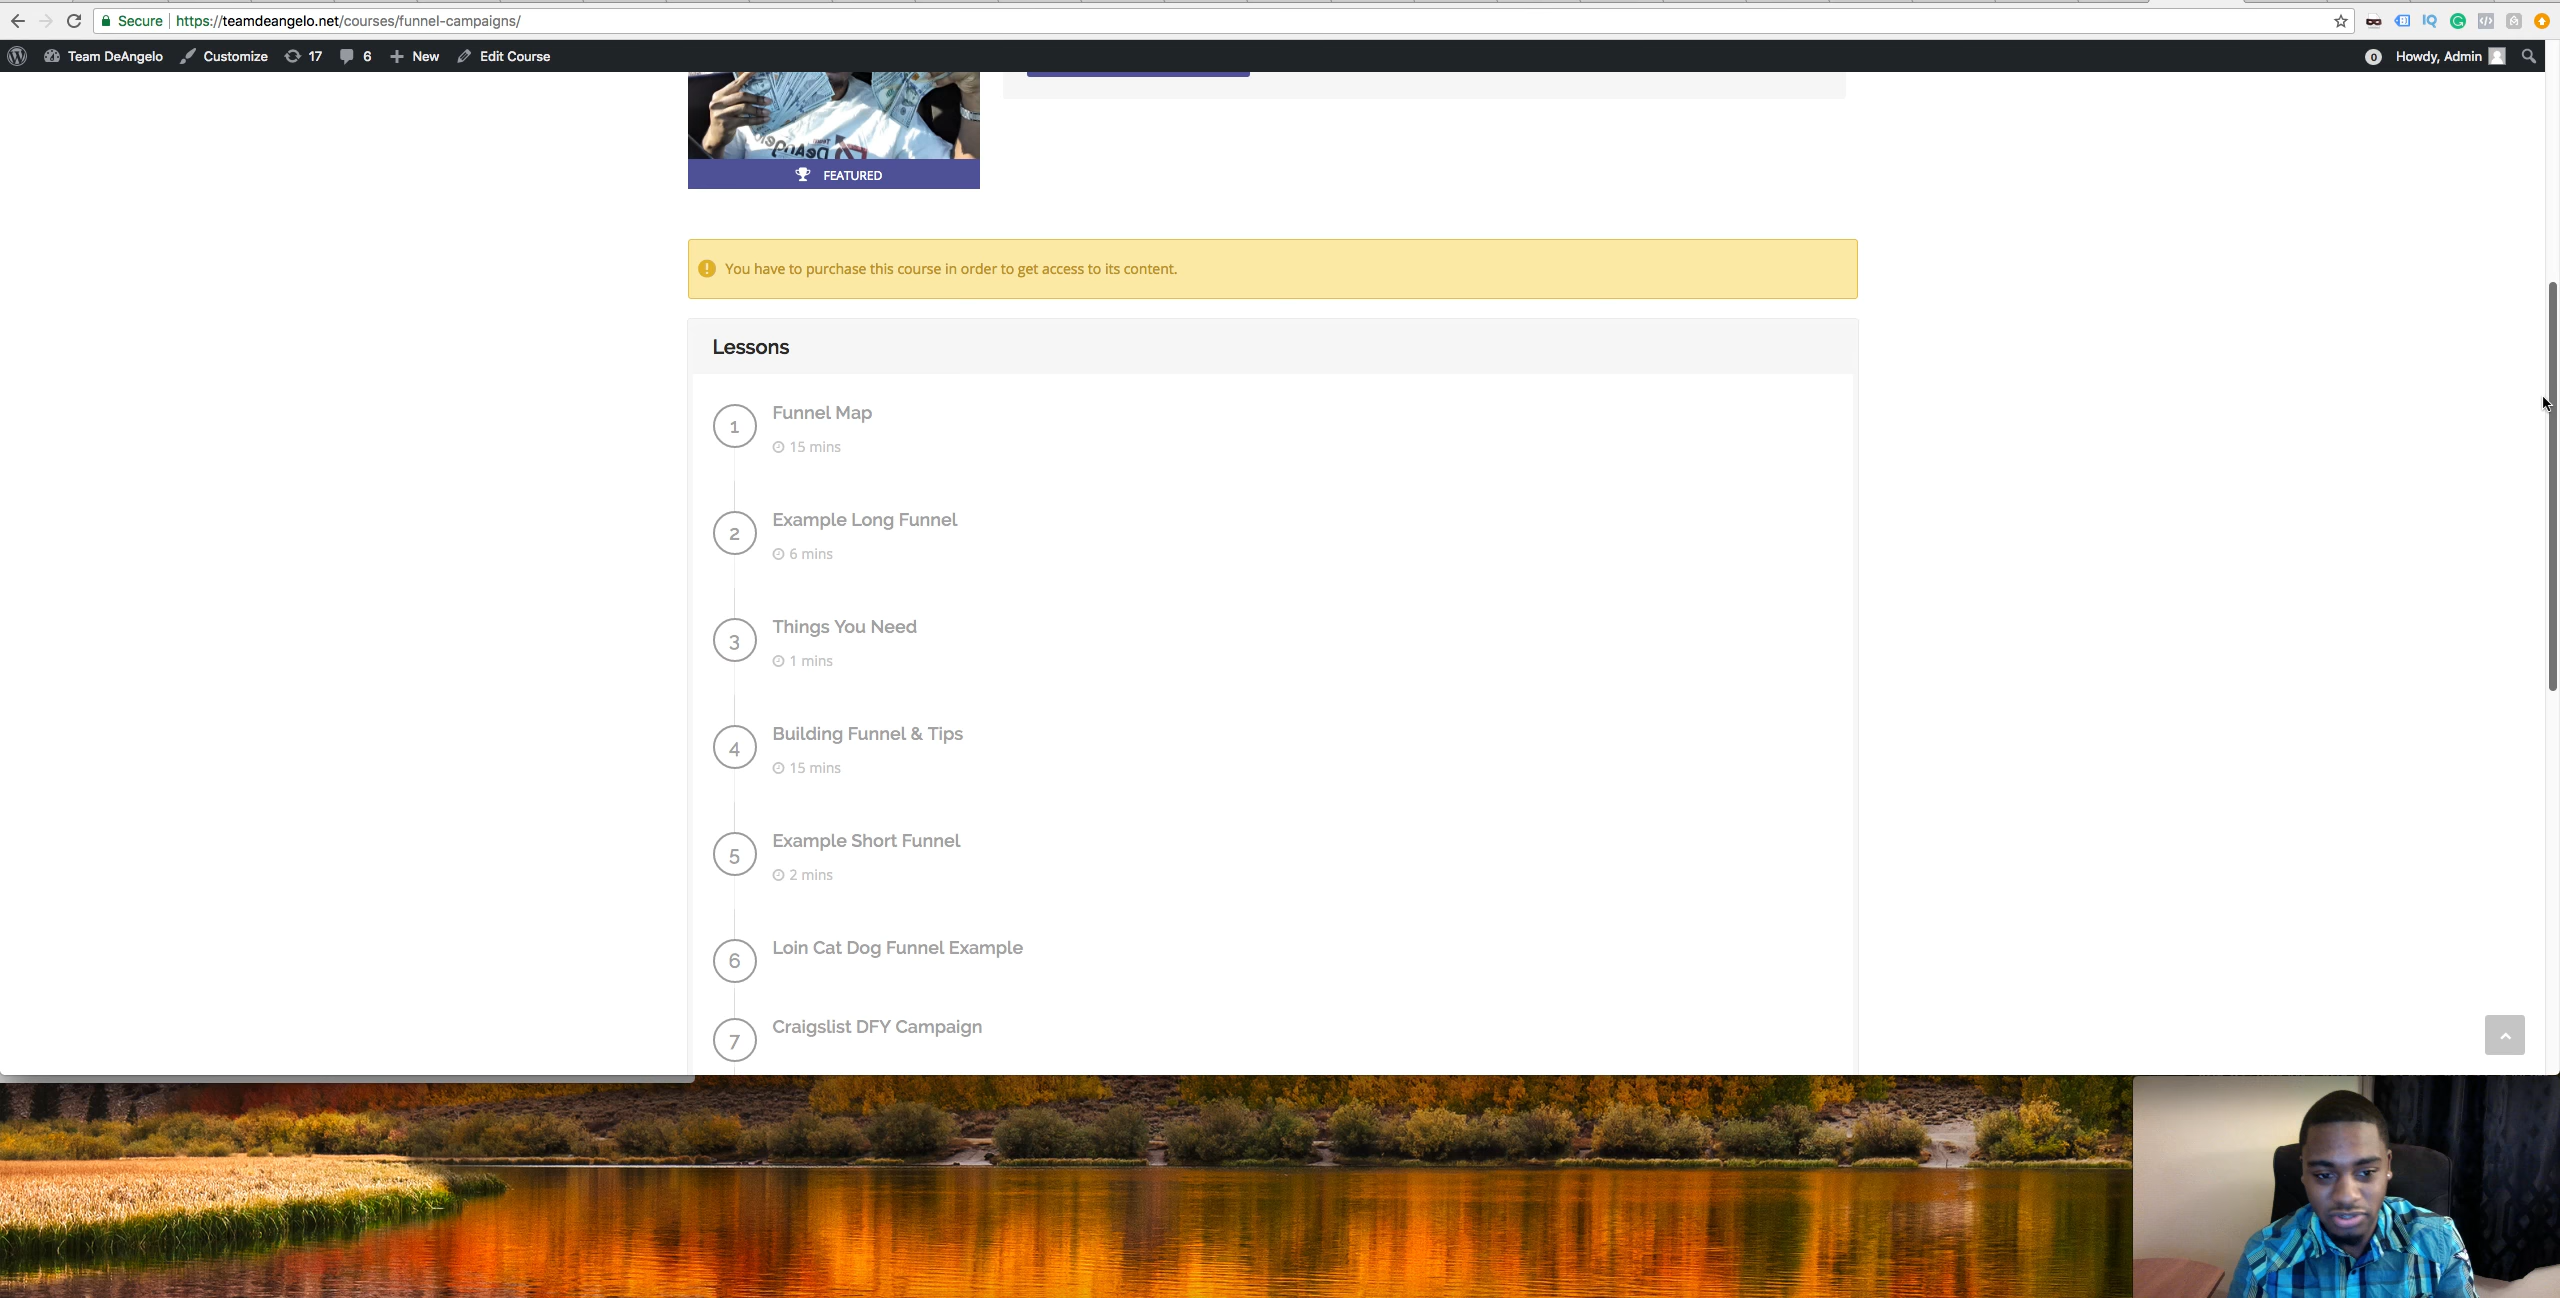 Secure https://teamdeangelo.net/courses/funnel-campaigns/
Team DeAngelo Customize 17 6 New Edit Course 0 Howdy, Admin
DeAngelo
FEATURED
You have to purchase this course in order to get access to its content.
Lessons
1 Funnel Map
15 mins
2 Example Long Funnel
6 mins
3 Things You Need
1 mins
4 Building Funnel & Tips
15 mins
5 Example Short Funnel
2 mins
6 Loin Cat Dog Funnel Example
7 Craigslist DFY Campaign